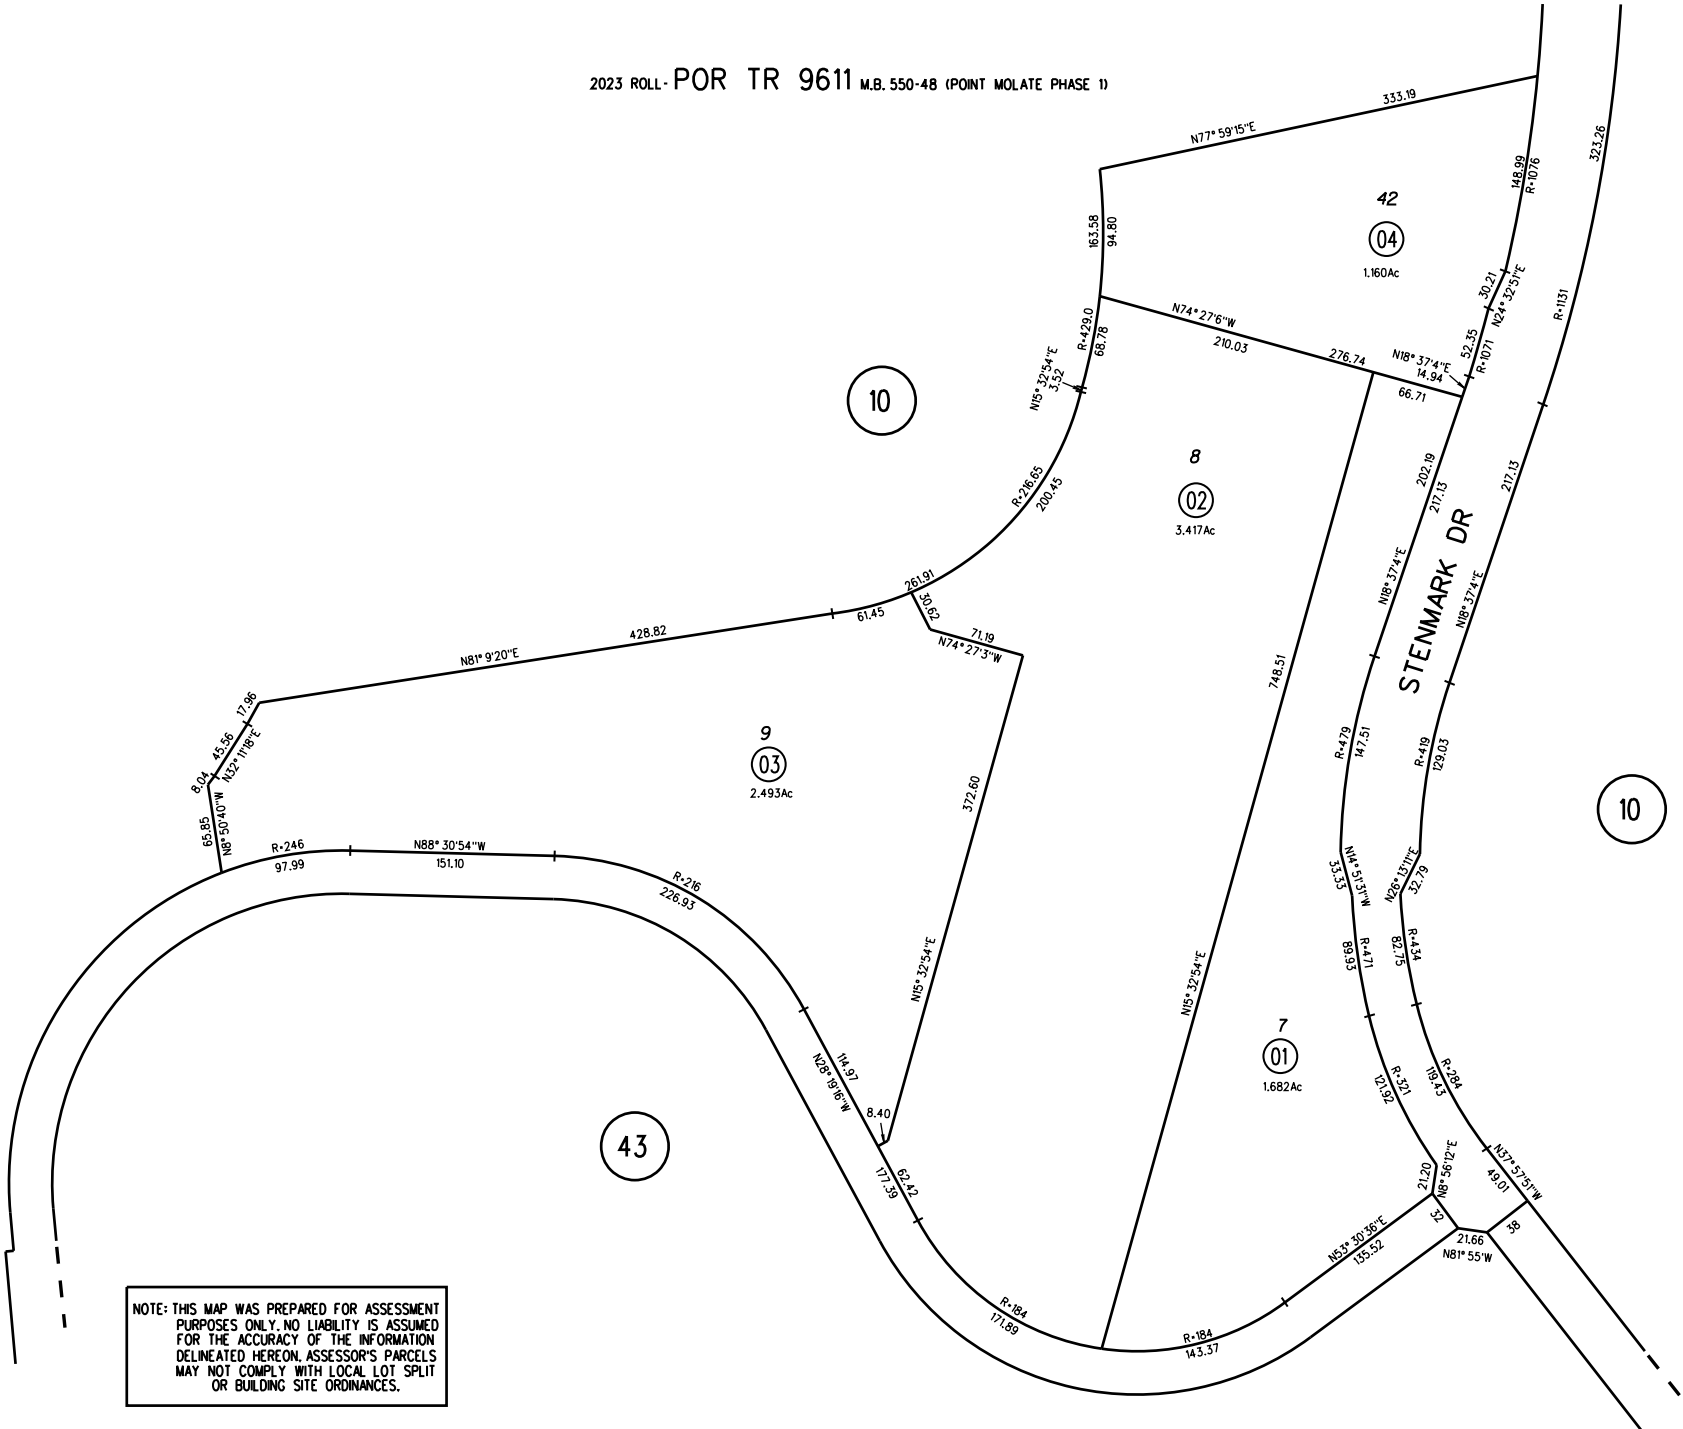 2023 ROLL- POR TR 9611 M.B. 550-48 (POINT MOLATE PHASE 1)
333.19
N77°59'15"E
323.26
148.99
R=1076
42
04
1.160Ac
163.58
94.80
30.21
N24°32'51"E
R=1131
N74°27'6"W
210.03
276.74
52.35
R=1071
N18°37'4"E
14.94
66.71
R=429.0
68.78
N15°32'54"E
3.52
10
8
02
3.417Ac
R=216.65
200.45
202.19
217.13
217.13
STENMARK DR
N18°37'4"E
N18°37'4"E
261.91
30.62
61.45
71.19
N74°27'3"W
428.82
N81°9'20"E
748.51
17.96
45.56
N32°11'18"E
8.04
65.85
N8°50'40"W
9
03
2.493Ac
372.60
R=479
147.51
R=419
129.03
10
R=246
97.99
N88°30'54"W
151.10
R=216
226.93
N14°51'31"W
33.33
N26°13'11"E
32.79
R=471
89.93
R=434
82.75
N15°32'54"E
N15°32'54"E
7
01
1.682Ac
114.97
N28°19'16"W
8.40
R=321
121.92
R=284
119.43
43
62.42
177.39
21.20
N8°56'12"E
N37°57'51"W
49.01
32
38
21.66
N81°55'W
N53°30'36"E
135.52
R=184
171.89
R=184
143.37
NOTE: THIS MAP WAS PREPARED FOR ASSESSMENT
PURPOSES ONLY. NO LIABILITY IS ASSUMED
FOR THE ACCURACY OF THE INFORMATION
DELINEATED HEREON. ASSESSOR'S PARCELS
MAY NOT COMPLY WITH LOCAL LOT SPLIT
OR BUILDING SITE ORDINANCES.